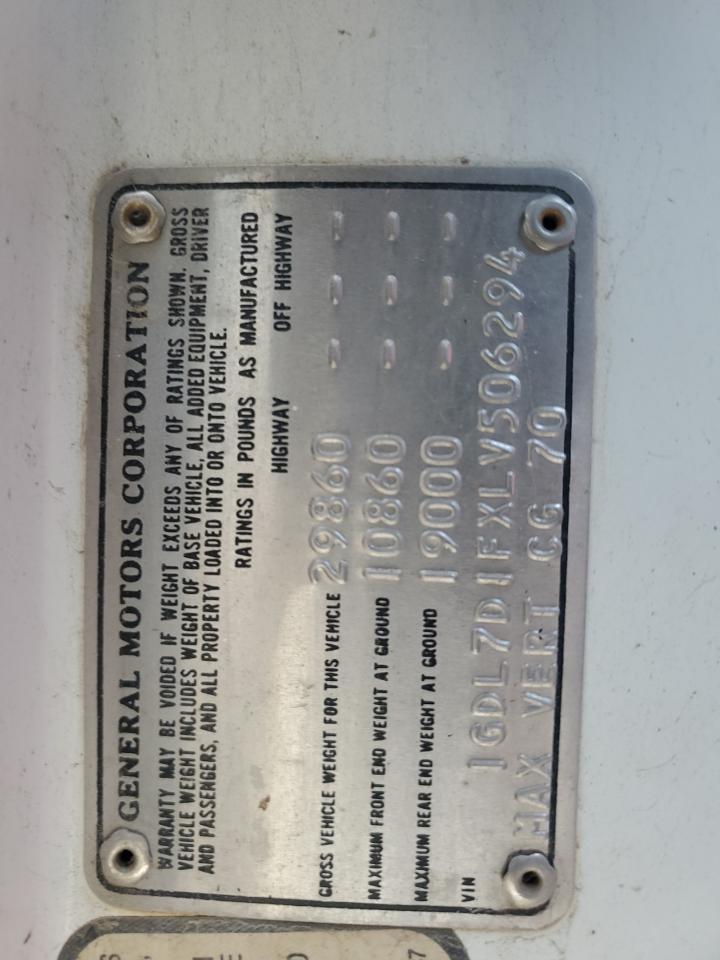 GENERAL MOTORS CORPORATION
WARRANTY MAY BE VOIDED IF WEIGHT EXCEEDS ANY OF RATINGS SHOWN. GROSS
VEHICLE WEIGHT INCLUDES WEIGHT OF BASE VEHICLE, ALL ADDED EQUIPMENT, DRIVER
AND PASSENGERS, AND ALL PROPERTY LOADED INTO OR ONTO VEHICLE.
RATINGS IN POUNDS AS MANUFACTURED
HIGHWAY OFF HIGHWAY
GROSS VEHICLE WEIGHT FOR THIS VEHICLE 29860 - - -
MAXIMUM FRONT END WEIGHT AT GROUND 10860 - - -
MAXIMUM REAR END WEIGHT AT GROUND 19000 - - -
VIN 1GDL7D1FXLV506294
MAX VERT CG 70